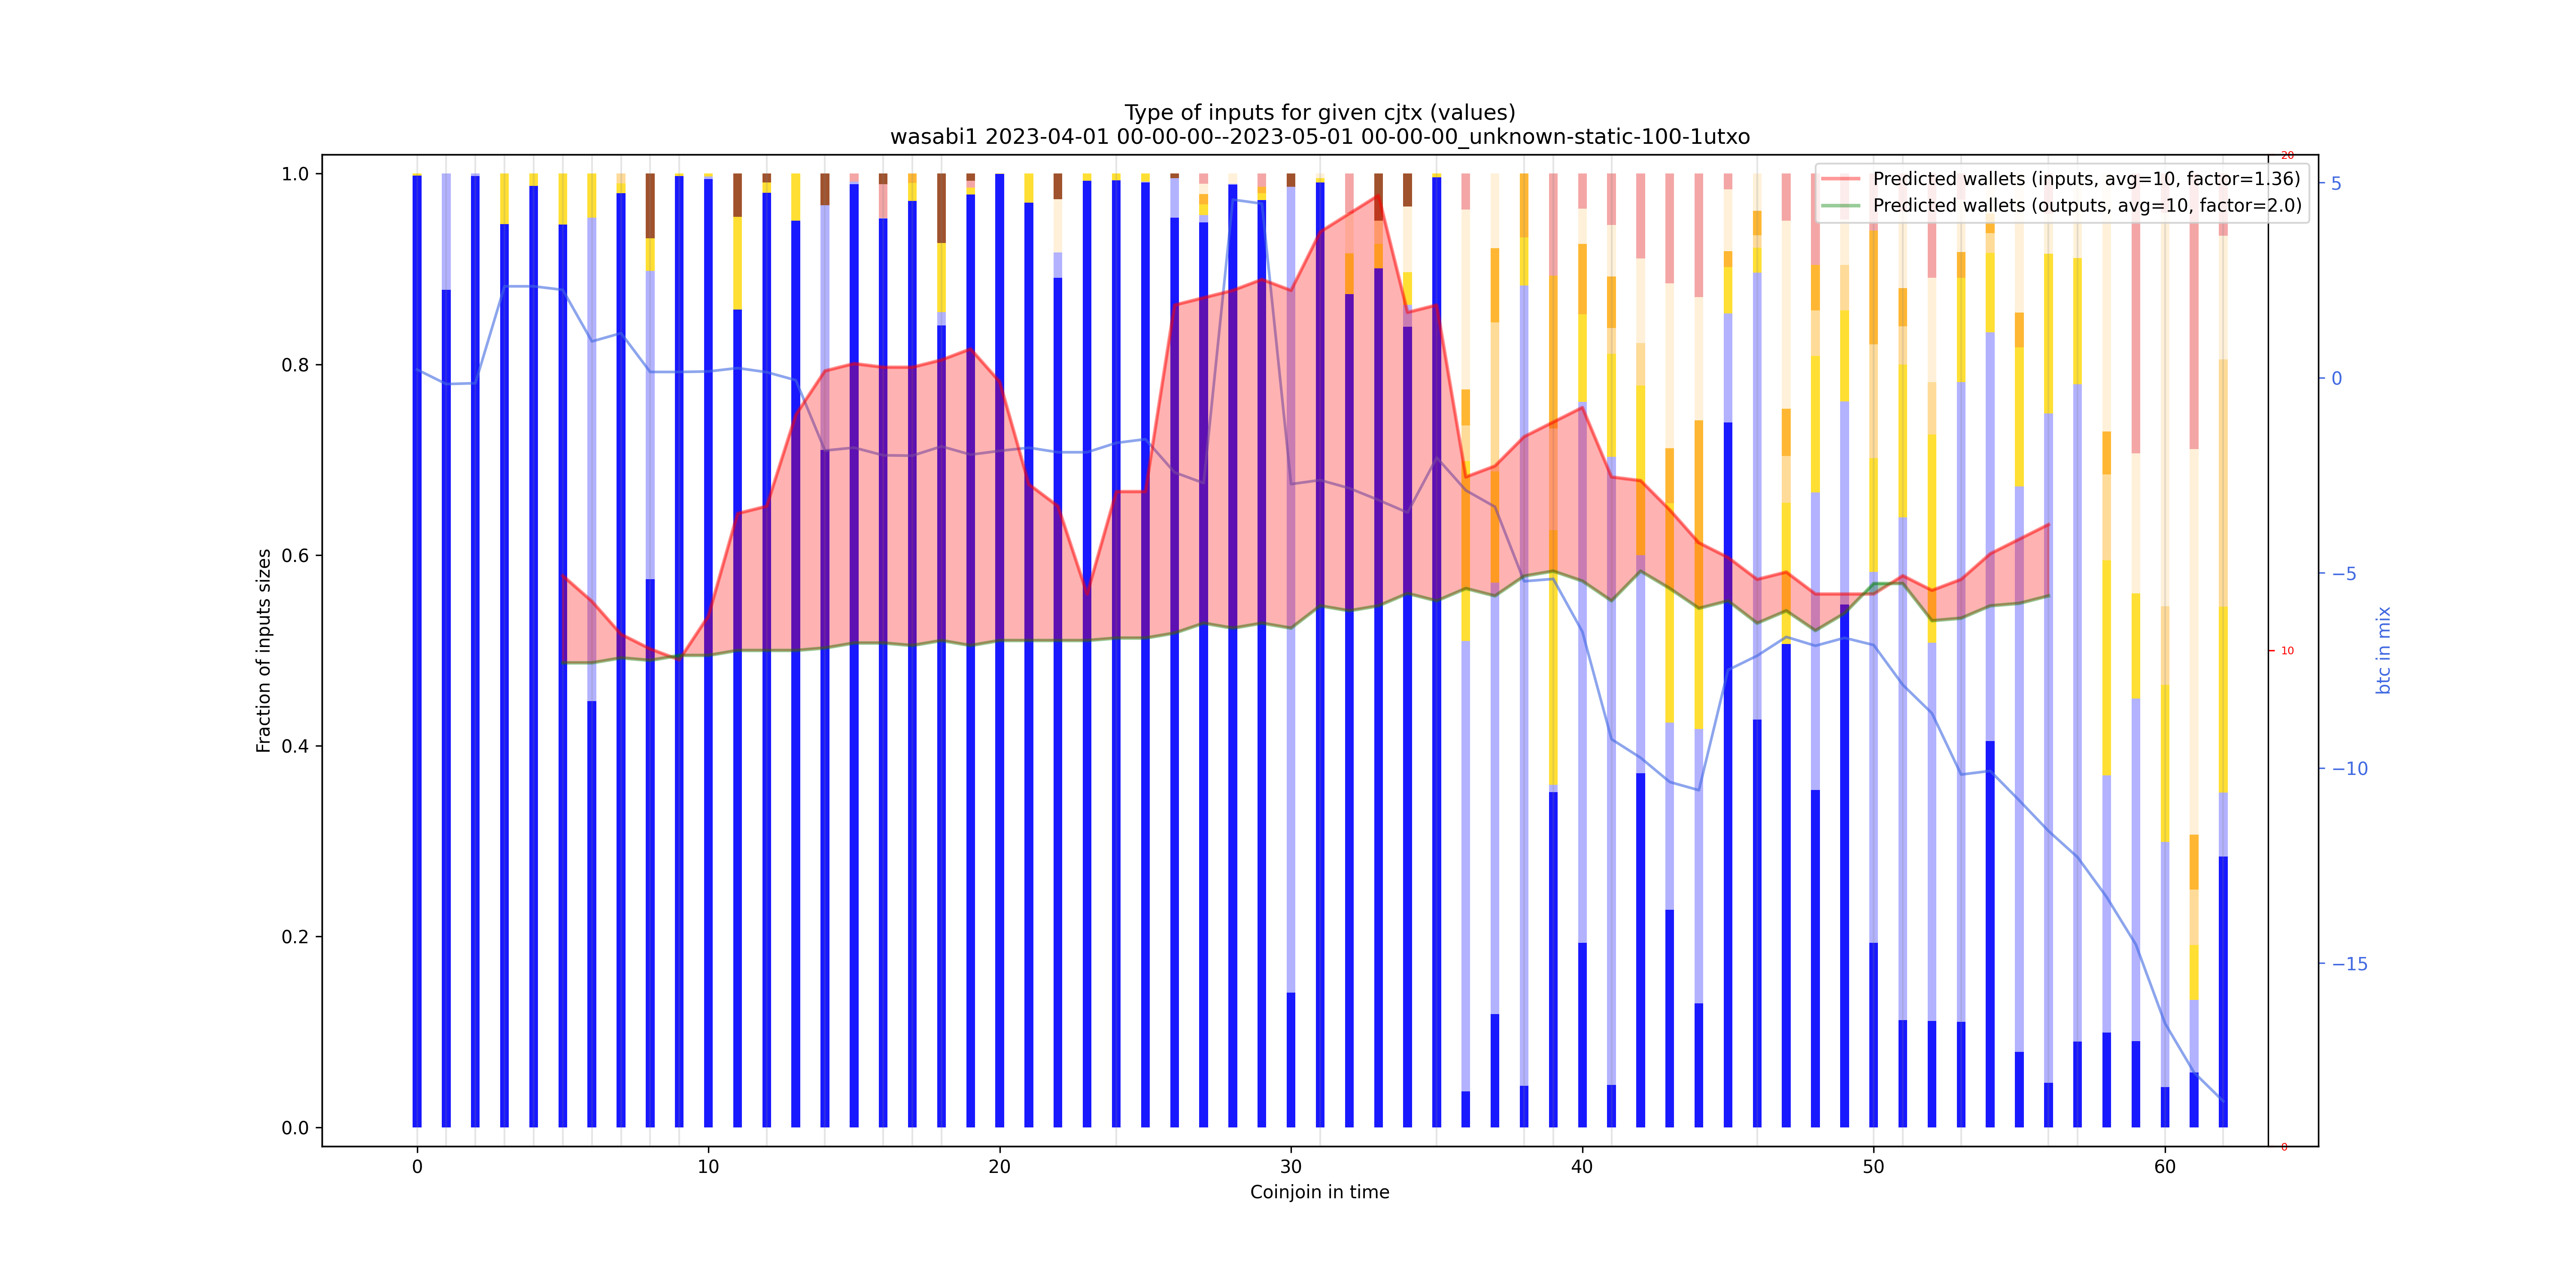 Type of inputs for given cjtx (values)
wasabi1 2023-04-01 00-00-00--2023-05-01 00-00-00_unknown-static-100-1utxo
Predicted wallets (inputs, avg=10, factor=1.36)
Predicted wallets (outputs, avg=10, factor=2.0)
Fraction of inputs sizes
1.0
0.8
0.6
0.4
0.2
0.0
0 10 20 30 40 50 60
Coinjoin in time
20
10
0
5
0
−5
−10
−15
btc in mix